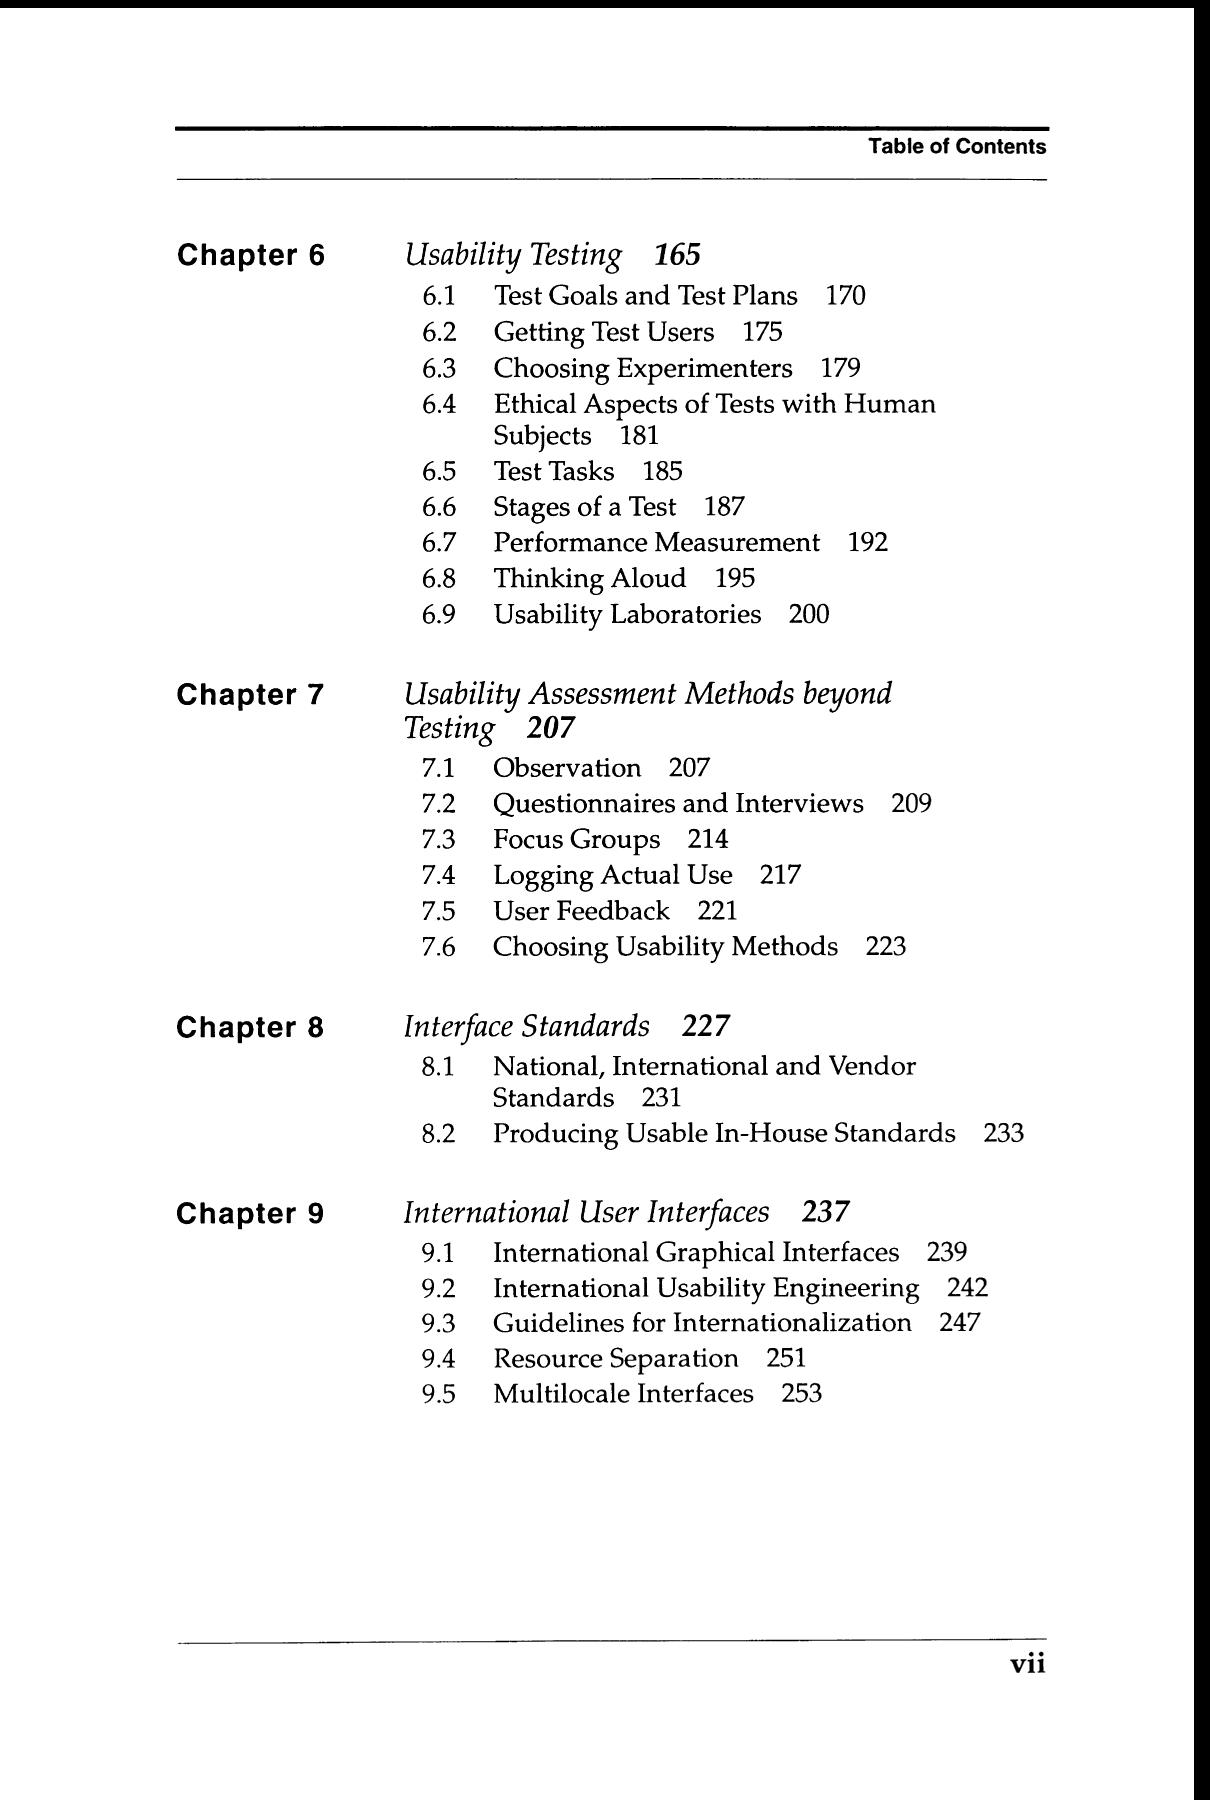 Table of Contents
Chapter 6 Usability Testing 165
6.1 Test Goals and Test Plans 170
6.2 Getting Test Users 175
6.3 Choosing Experimenters 179
6.4 Ethical Aspects of Tests with Human
Subjects 181
6.5 Test Tasks 185
6.6 Stages of a Test 187
6.7 Performance Measurement 192
6.8 Thinking Aloud 195
6.9 Usability Laboratories 200
Chapter 7 Usability Assessment Methods beyond
Testing 207
7.1 Observation 207
7.2 Questionnaires and Interviews 209
7.3 Focus Groups 214
7.4 Logging Actual Use 217
7.5 User Feedback 221
7.6 Choosing Usability Methods 223
Chapter 8 Interface Standards 227
8.1 National, International and Vendor
Standards 231
8.2 Producing Usable In-House Standards 233
Chapter 9 International User Interfaces 237
9.1 International Graphical Interfaces 239
9.2 International Usability Engineering 242
9.3 Guidelines for Internationalization 247
9.4 Resource Separation 251
9.5 Multilocale Interfaces 253
vii